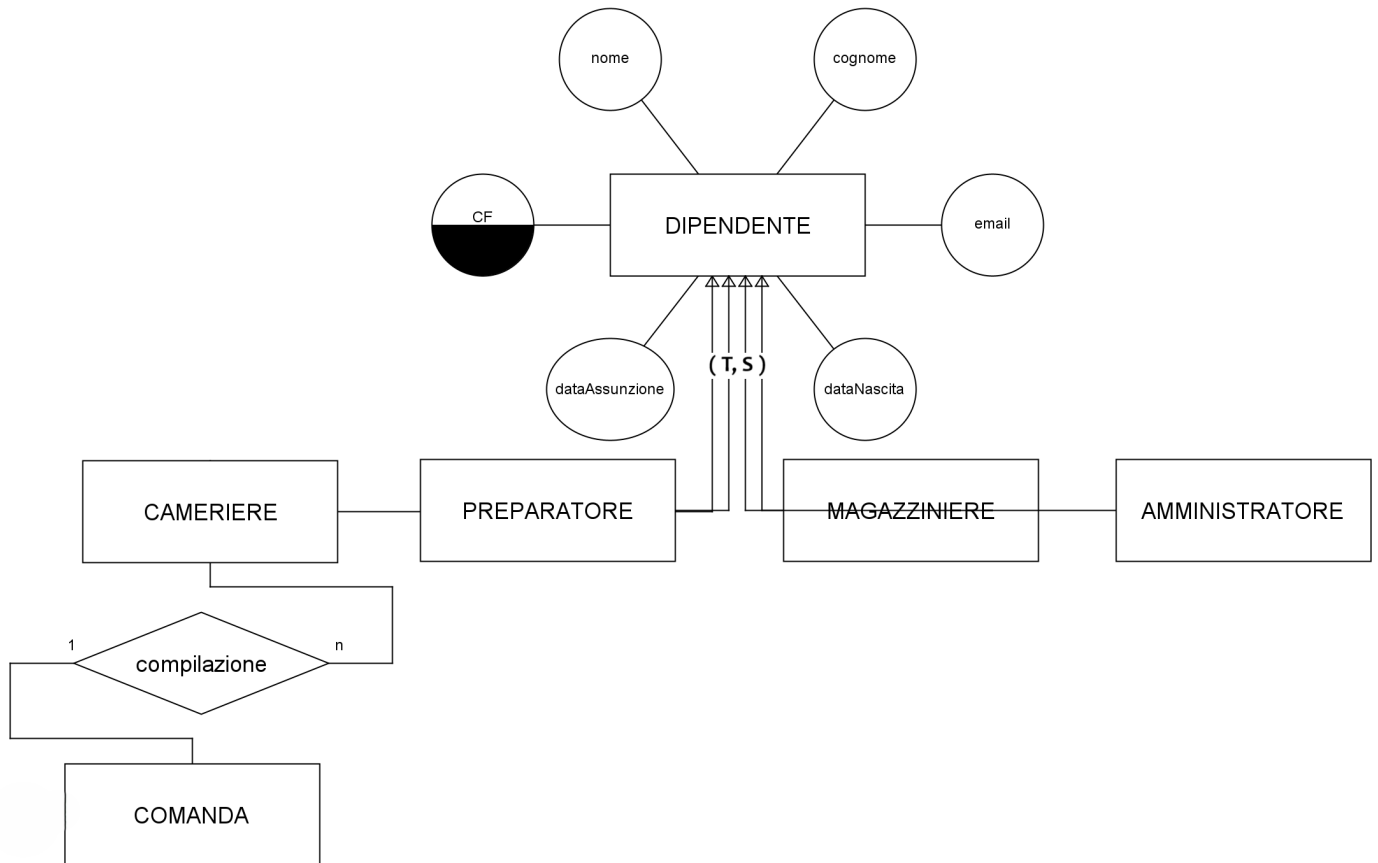 nome
cognome
CF
DIPENDENTE
email
( T, S )
dataAssunzione
dataNascita
CAMERIERE
PREPARATORE
MAGAZZINIERE
AMMINISTRATORE
1
n
compilazione
COMANDA